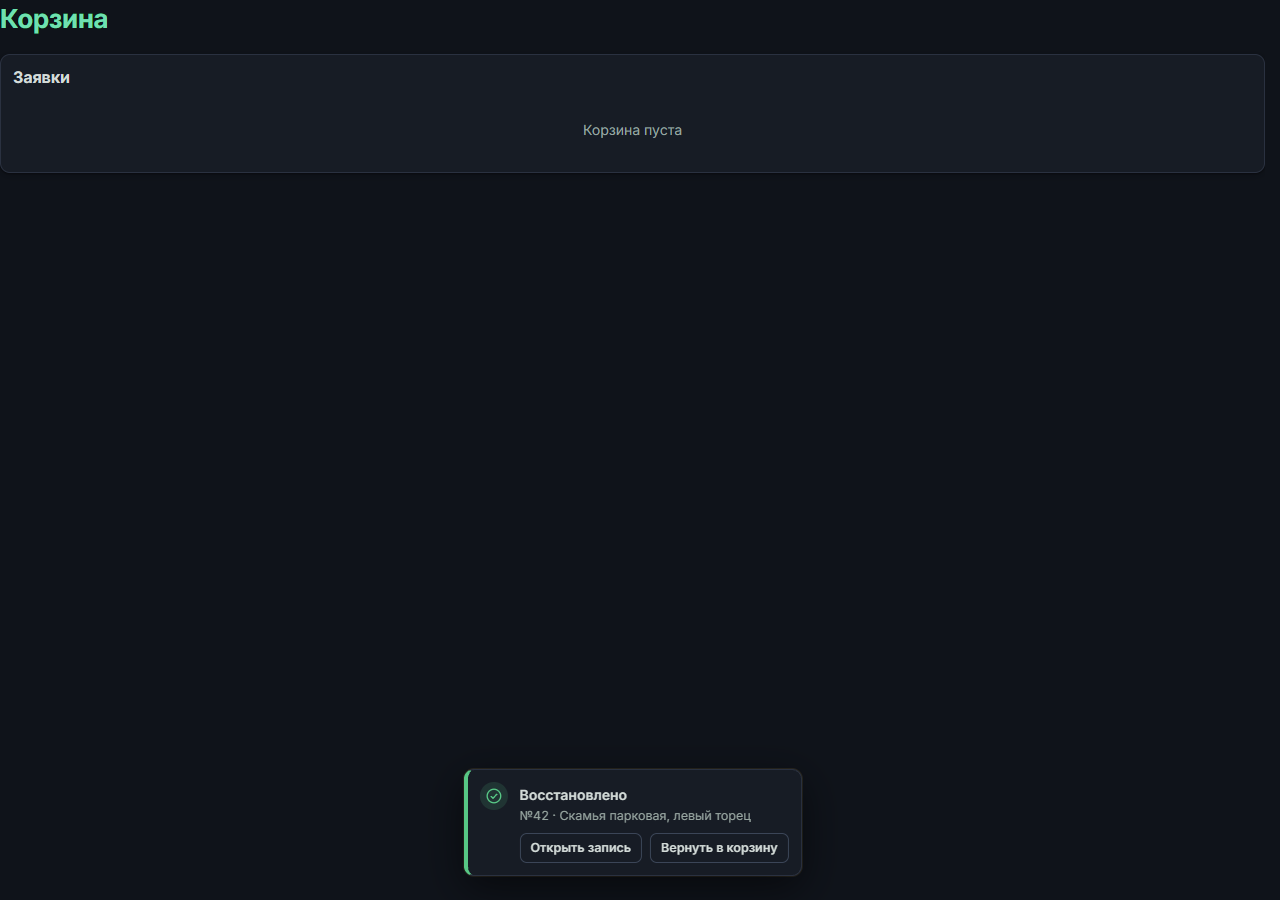 Корзина
Заявки
Корзина пуста
Восстановлено
№42 · Скамья парковая, левый торец
Открыть запись
Вернуть в корзину